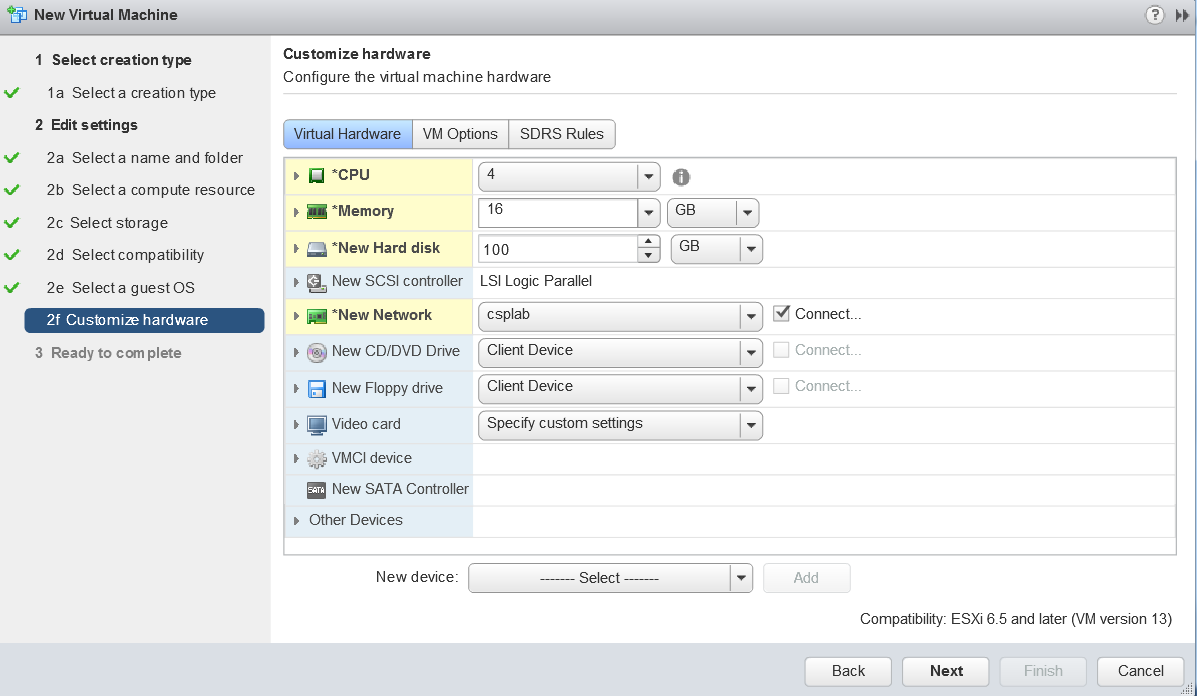 New Virtual Machine
?
1 Select creation type
1a Select a creation type
2 Edit settings
2a Select a name and folder
2b Select a compute resource
2c Select storage
2d Select compatibility
2e Select a guest OS
2f Customize hardware
3 Ready to complete
Customize hardware
Configure the virtual machine hardware
Virtual Hardware VM Options SDRS Rules
*CPU 4
*Memory 16 GB
*New Hard disk 100 GB
New SCSI controller LSI Logic Parallel
*New Network csplab Connect...
New CD/DVD Drive Client Device Connect...
New Floppy drive Client Device Connect...
Video card Specify custom settings
VMCI device
SATA New SATA Controller
Other Devices
New device: ------- Select ------- Add
Compatibility: ESXi 6.5 and later (VM version 13)
Back Next Finish Cancel